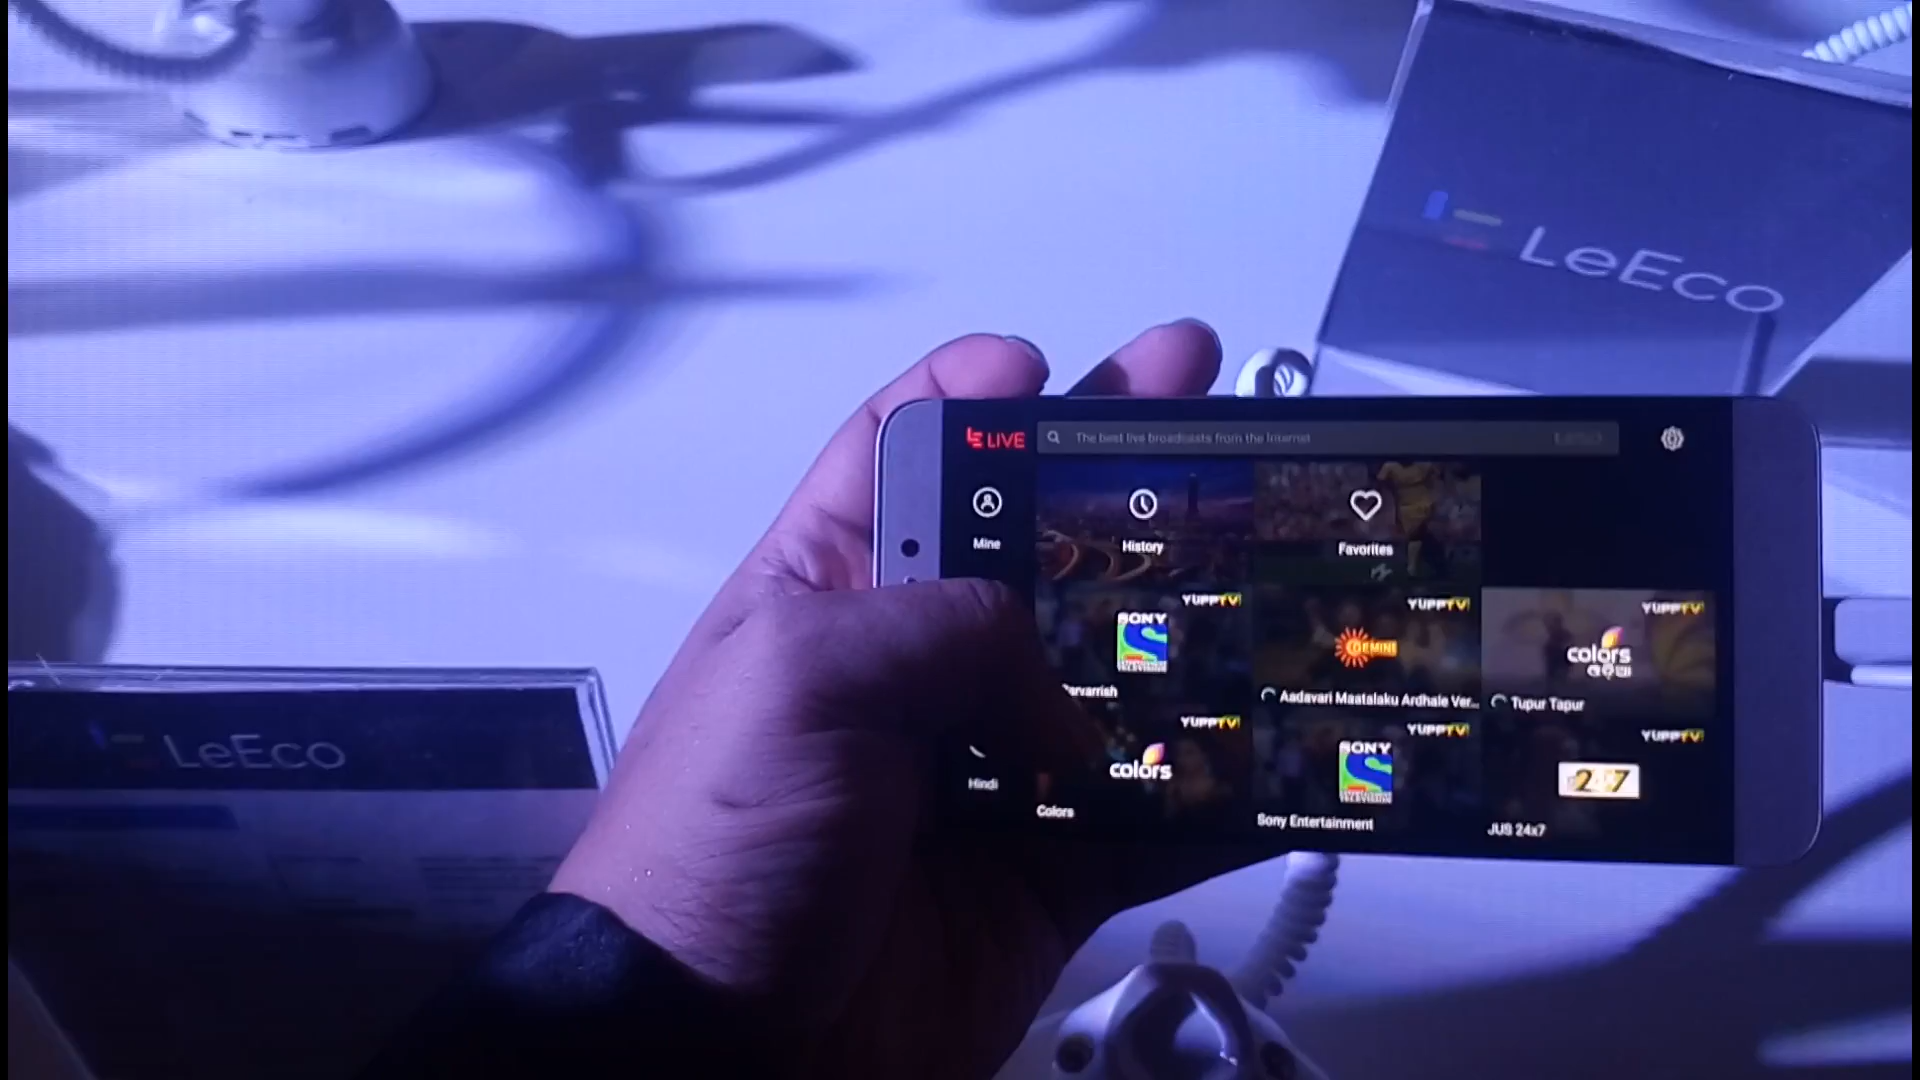 LeEco
LeEco
LE LIVE
The best live broadcasts from the Internet
Mine
History
Favorites
YUPPTV
SONY
YUPPTV
GEMINI
YUPPTV
colors
ଓଡ଼ିଆ
Parvarrish
Aadavari Maatalaku Ardhale Ver...
Tupur Tapur
Hindi
YUPPTV
colors
YUPPTV
SONY
YUPPTV
24x7
Colors
Sony Entertainment
JUS 24x7